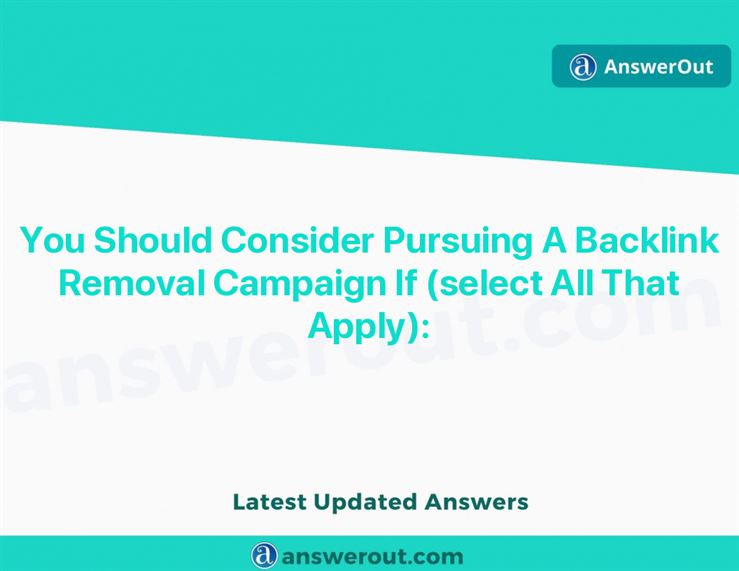 AnswerOut
You Should Consider Pursuing A Backlink
Removal Campaign If (select All That
Apply):
answerout.com
Latest Updated Answers
answerout.com